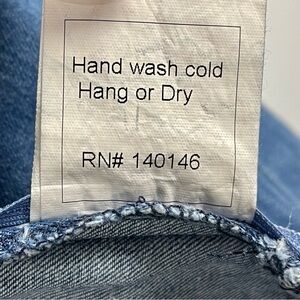 Hand wash cold
Hang or Dry
RN# 140146